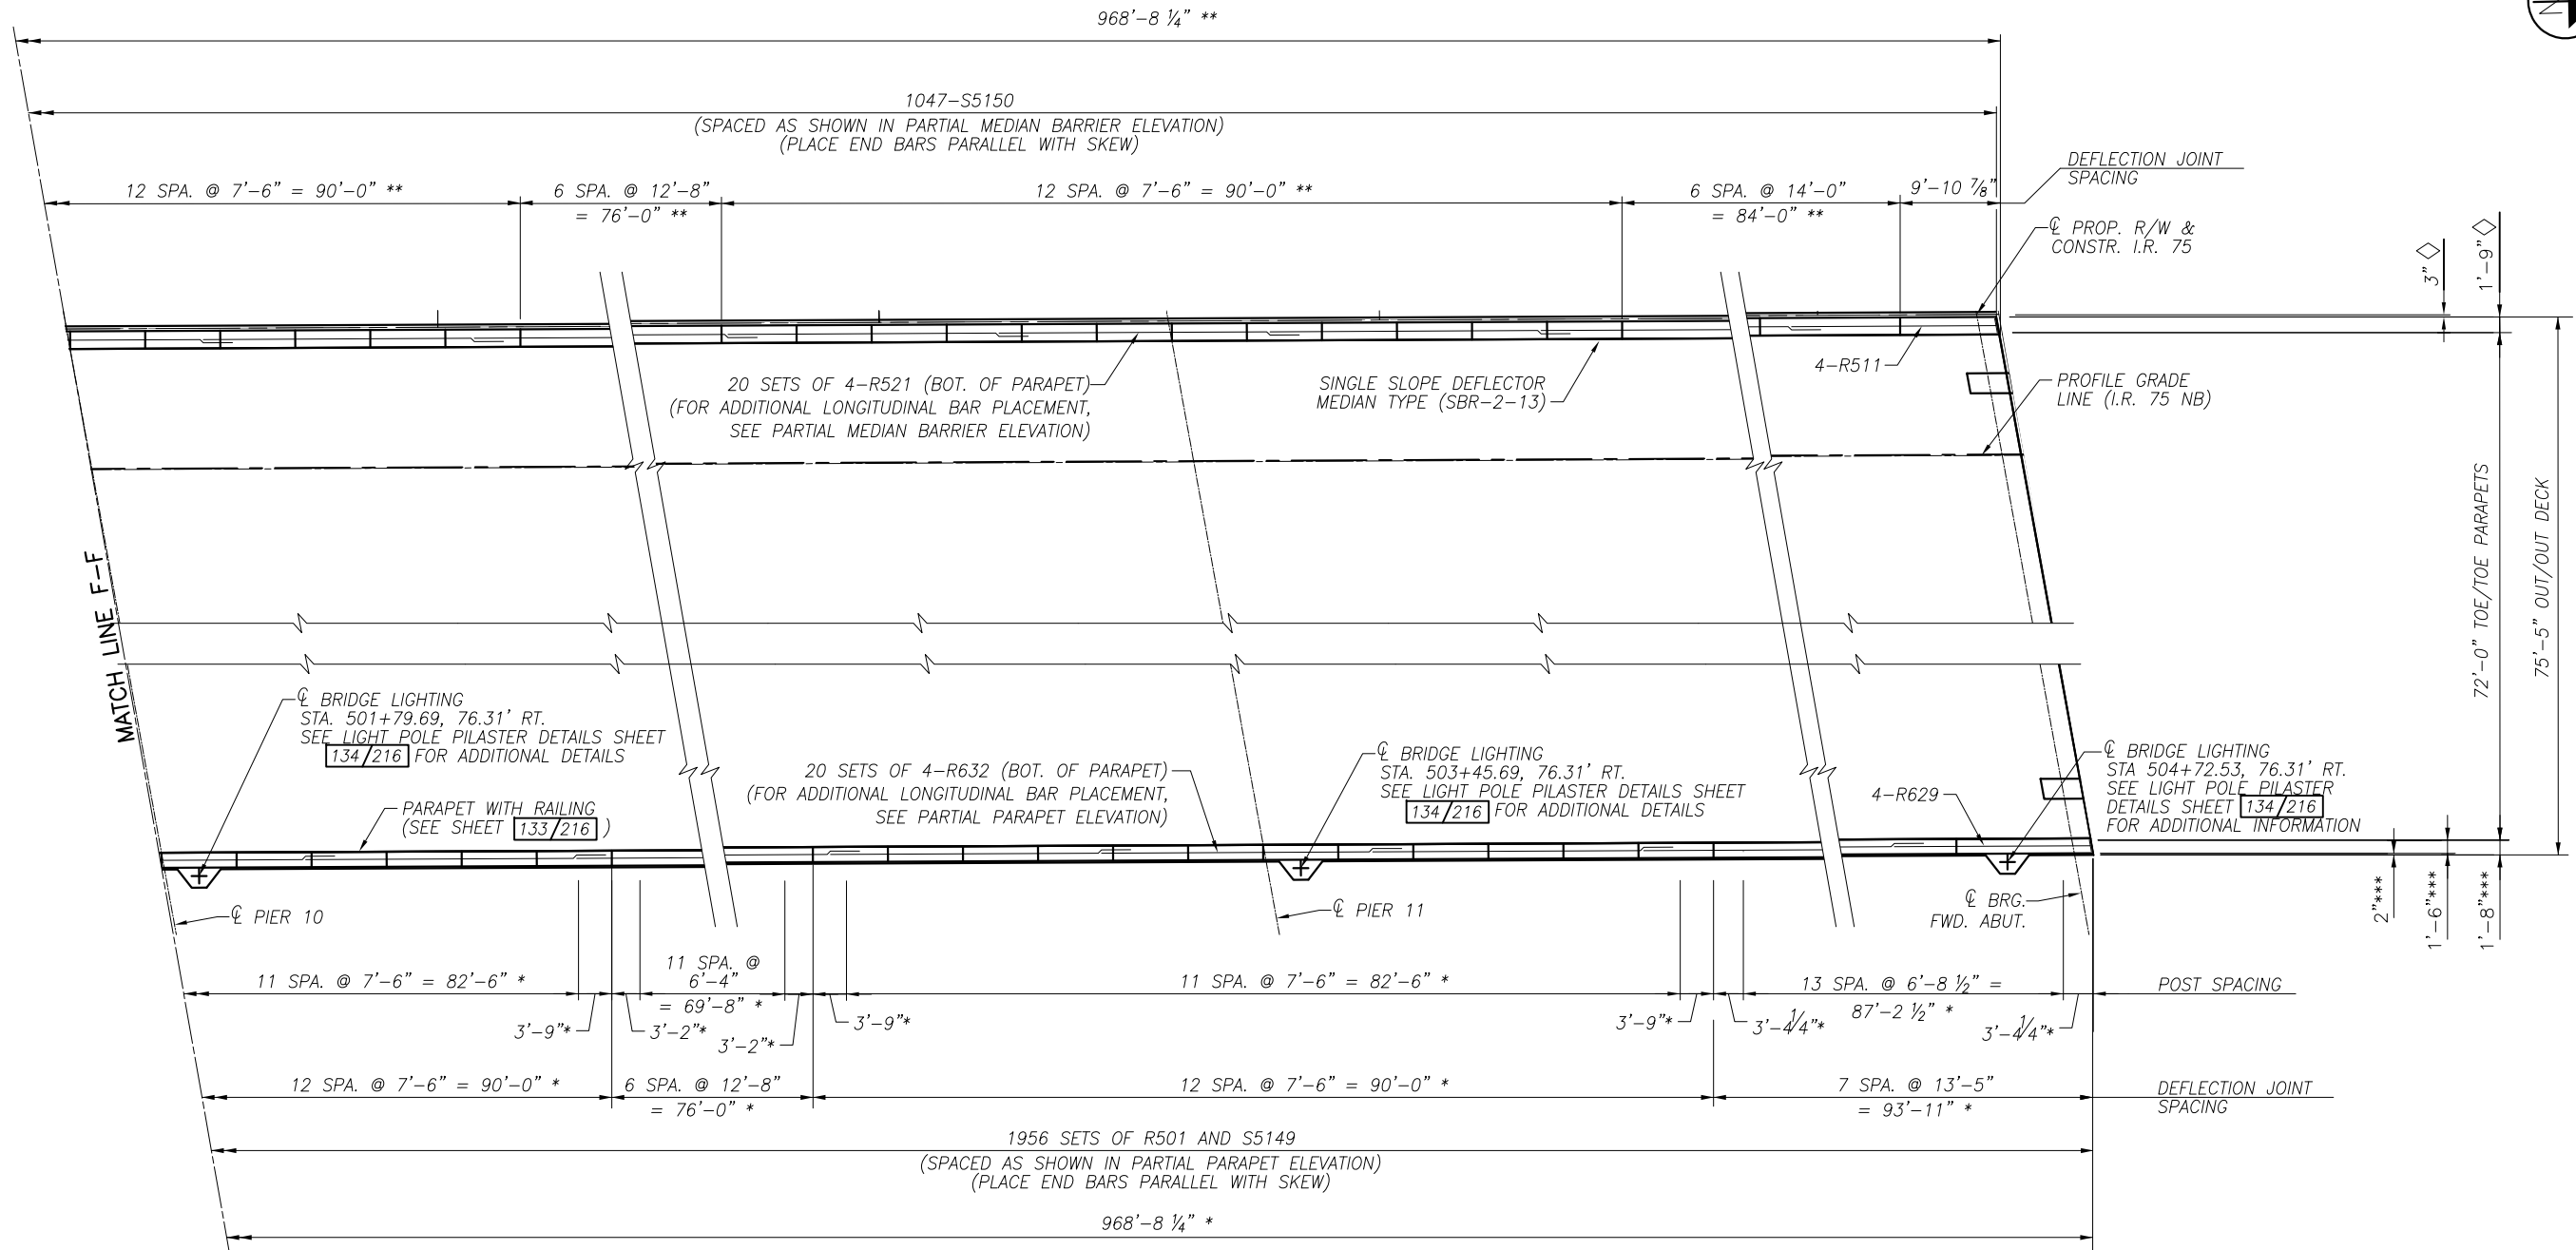 968'-8 ¼" **
1047-S5150
(SPACED AS SHOWN IN PARTIAL MEDIAN BARRIER ELEVATION)
(PLACE END BARS PARALLEL WITH SKEW)
12 SPA. @ 7'-6" = 90'-0" **
6 SPA. @ 12'-8"
= 76'-0" **
12 SPA. @ 7'-6" = 90'-0" **
6 SPA. @ 14'-0"
= 84'-0" **
9'-10 ⅞"
DEFLECTION JOINT
SPACING
℄ PROP. R/W &
CONSTR. I.R. 75
3" ◇
1'-9" ◇
N
20 SETS OF 4-R521 (BOT. OF PARAPET)
(FOR ADDITIONAL LONGITUDINAL BAR PLACEMENT,
SEE PARTIAL MEDIAN BARRIER ELEVATION)
SINGLE SLOPE DEFLECTOR
MEDIAN TYPE (SBR-2-13)
4-R511
PROFILE GRADE
LINE (I.R. 75 NB)
72'-0" TOE/TOE PARAPETS
75'-5" OUT/OUT DECK
MATCH LINE F-F
℄ BRIDGE LIGHTING
STA. 501+79.69, 76.31' RT.
SEE LIGHT POLE PILASTER DETAILS SHEET
134/216 FOR ADDITIONAL DETAILS
PARAPET WITH RAILING
(SEE SHEET 133/216 )
20 SETS OF 4-R632 (BOT. OF PARAPET)
(FOR ADDITIONAL LONGITUDINAL BAR PLACEMENT,
SEE PARTIAL PARAPET ELEVATION)
℄ BRIDGE LIGHTING
STA. 503+45.69, 76.31' RT.
SEE LIGHT POLE PILASTER DETAILS SHEET
134/216 FOR ADDITIONAL DETAILS
4-R629
℄ BRIDGE LIGHTING
STA 504+72.53, 76.31' RT.
SEE LIGHT POLE PILASTER
DETAILS SHEET 134/216
FOR ADDITIONAL INFORMATION
℄ PIER 10
℄ PIER 11
℄ BRG.
FWD. ABUT.
2"***
1'-6"***
1'-8"***
11 SPA. @ 7'-6" = 82'-6" *
11 SPA. @
6'-4"
= 69'-8" *
11 SPA. @ 7'-6" = 82'-6" *
13 SPA. @ 6'-8 ½" =
87'-2 ½" *
POST SPACING
3'-9"*
3'-2"*
3'-2"*
3'-9"*
3'-9"*
3'-4 1/4"*
3'-4 1/4"*
12 SPA. @ 7'-6" = 90'-0" *
6 SPA. @ 12'-8"
= 76'-0" *
12 SPA. @ 7'-6" = 90'-0" *
7 SPA. @ 13'-5"
= 93'-11" *
DEFLECTION JOINT
SPACING
1956 SETS OF R501 AND S5149
(SPACED AS SHOWN IN PARTIAL PARAPET ELEVATION)
(PLACE END BARS PARALLEL WITH SKEW)
968'-8 ¼" *